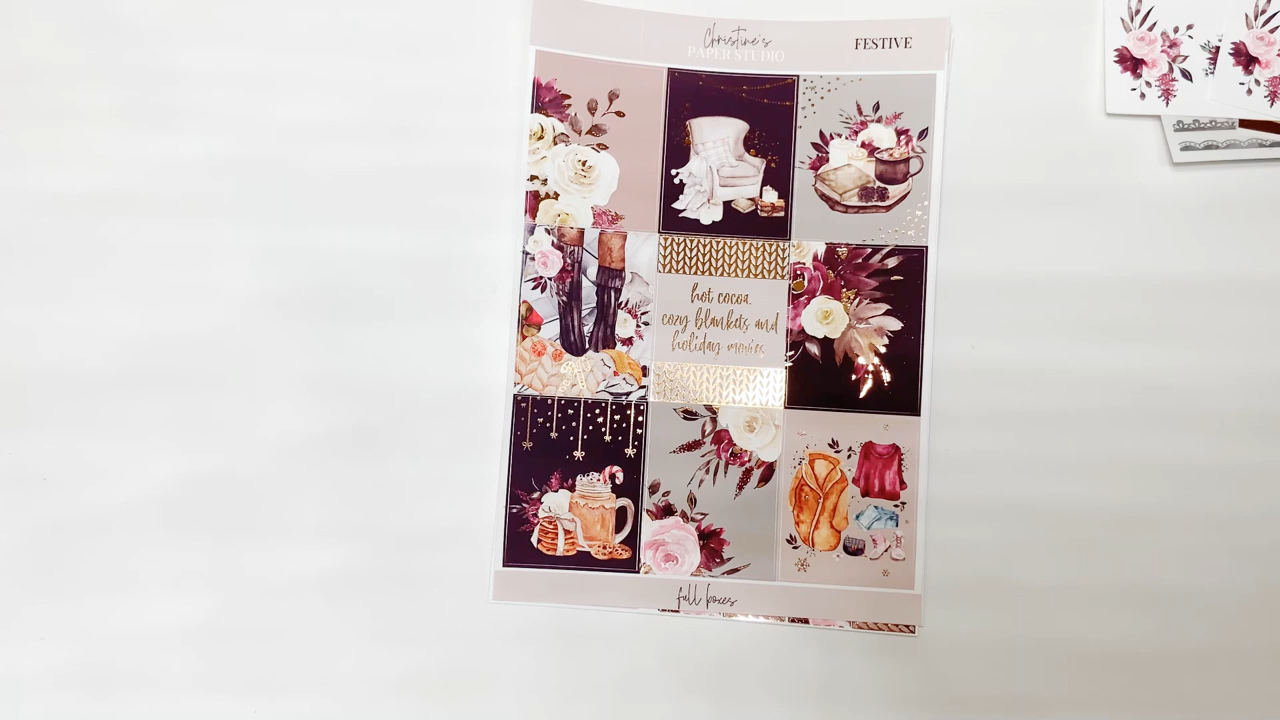 Christine's
PAPER STUDIO
FESTIVE
hot cocoa.
cozy blankets and
holiday movies
full boxes